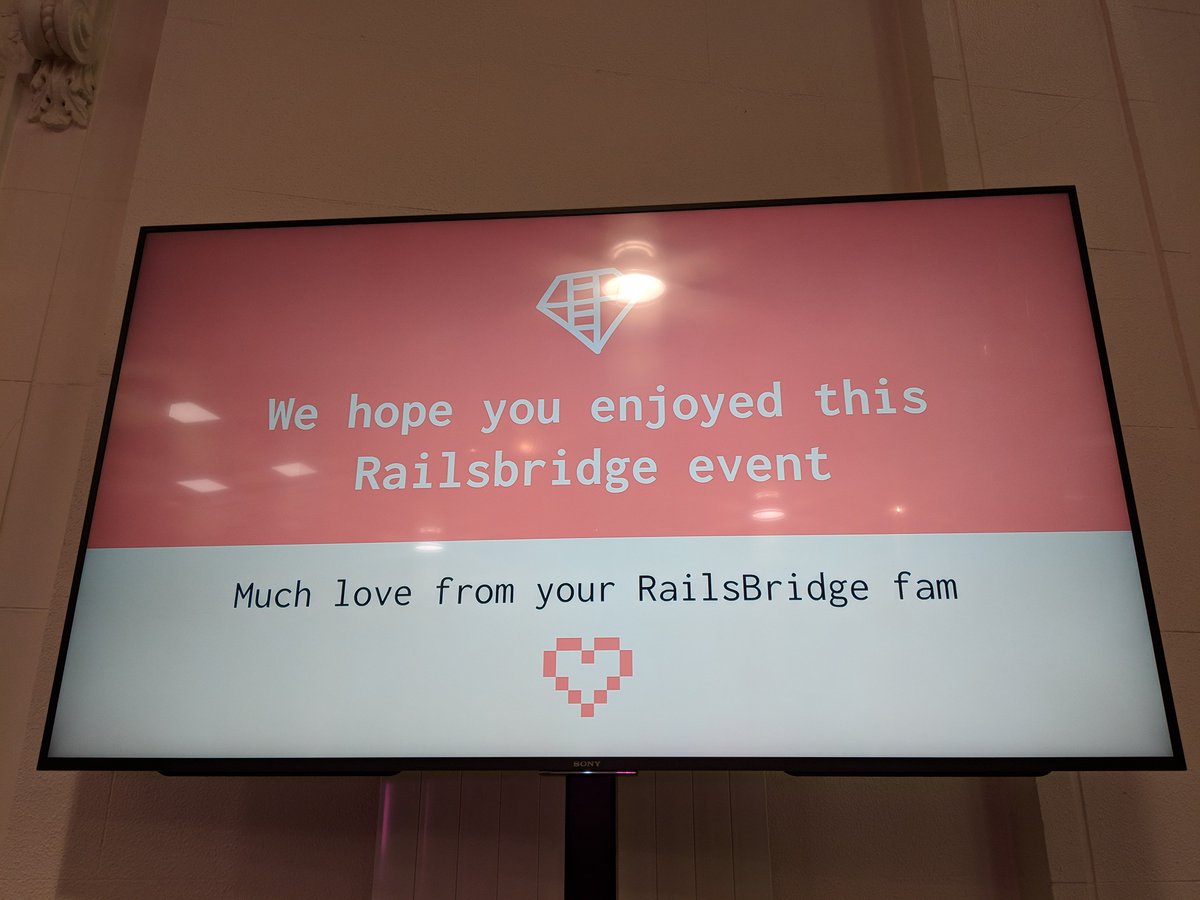 We hope you enjoyed this
Railsbridge event
Much love from your RailsBridge fam
SONY